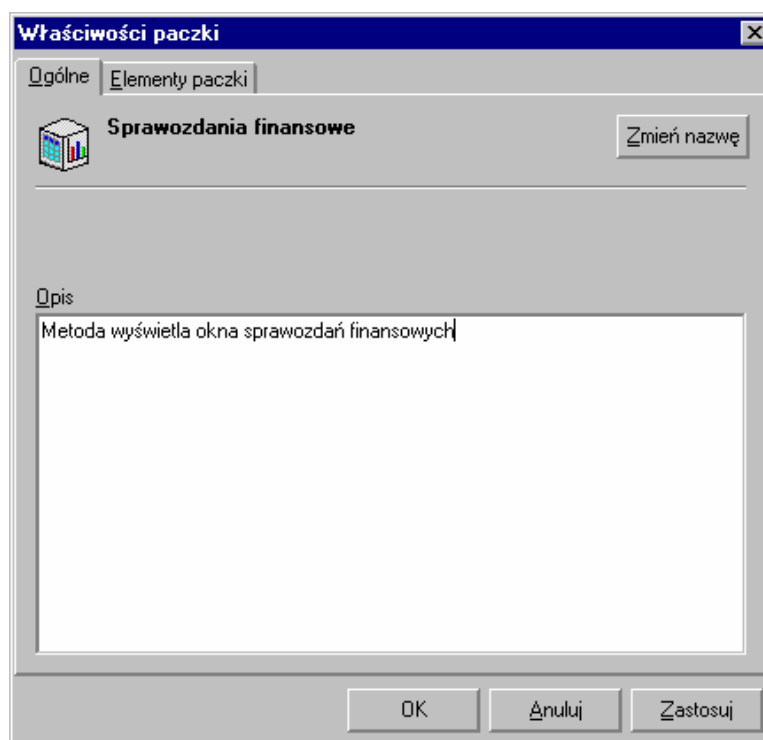 Właściwości paczki
Ogólne Elementy paczki
Sprawozdania finansowe Zmień nazwę
Opis
Metoda wyświetla okna sprawozdań finansowych
OK Anuluj Zastosuj